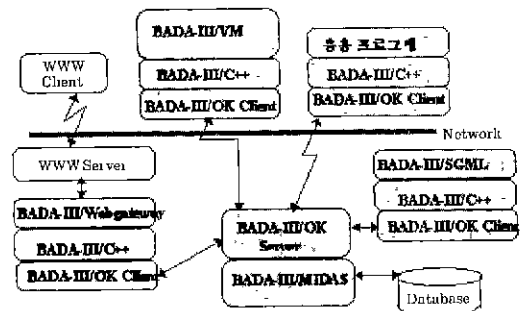 BADA-III/VM
BADA-III/C++
BADA-III/OK Client
응용 프로그램
BADA-III/C++
BADA-III/OK Client
WWW
Client
Network
WWW Server
BADA-III/Web-gateway
BADA-III/C++
BADA-III/OK Client
BADA-III/OK
Server
BADA-III/MIDAS
BADA-III/SGML
BADA-III/C++
BADA-III/OK Client
Database